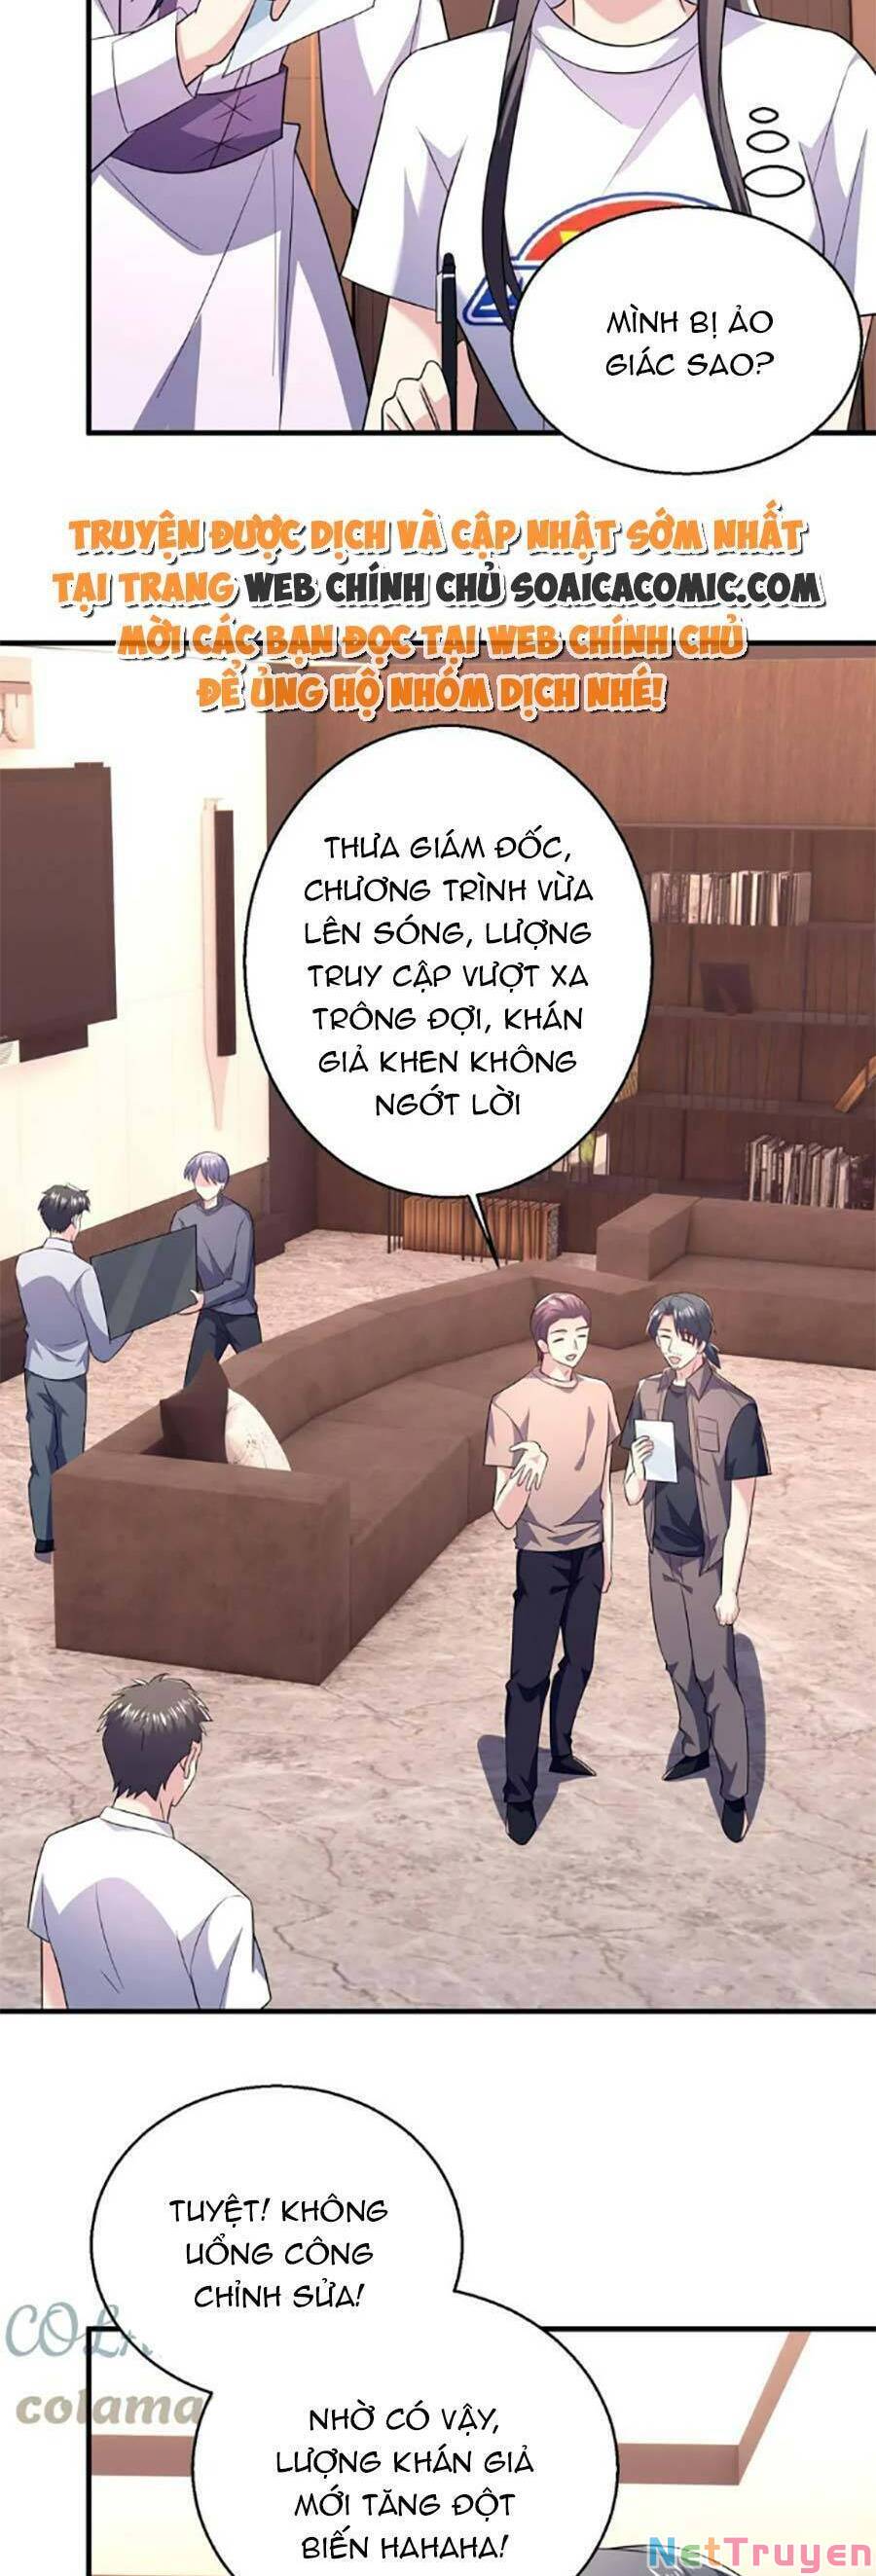 MÌNH BỊ ẢO
GIÁC SAO?
TRUYỆN ĐƯỢC DỊCH VÀ CẬP NHẬT SỚM NHẤT
TẠI TRANG WEB CHÍNH CHỦ SOAICACOMIC.COM
MỜI CÁC BẠN ĐỌC TẠI WEB CHÍNH CHỦ
ĐỂ ỦNG HỘ NHÓM DỊCH NHÉ!
THƯA GIÁM ĐỐC,
CHƯƠNG TRÌNH VỪA
LÊN SÓNG, LƯỢNG
TRUY CẬP VƯỢT XA
TRÔNG ĐỢI, KHÁN
GIẢ KHEN KHÔNG
NGỚT LỜI
TUYỆT! KHÔNG
UỔNG CÔNG
CHỈNH SỬA!
COLA
colama
NHỜ CÓ VẬY,
LƯỢNG KHÁN GIẢ
MỚI TĂNG ĐỘT
BIẾN HAHAHA!
NetTruyen